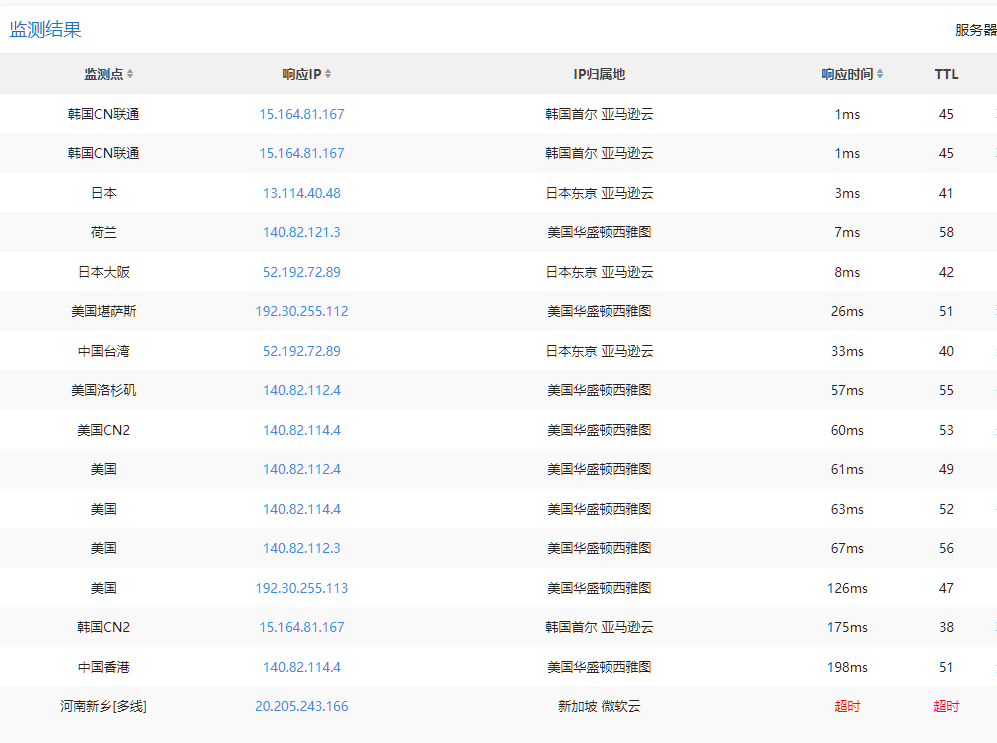 监测结果 服务器
监测点 响应IP IP归属地 响应时间 TTL
韩国CN联通 15.164.81.167 韩国首尔 亚马逊云 1ms 45
韩国CN联通 15.164.81.167 韩国首尔 亚马逊云 1ms 45
日本 13.114.40.48 日本东京 亚马逊云 3ms 41
荷兰 140.82.121.3 美国华盛顿西雅图 7ms 58
日本大阪 52.192.72.89 日本东京 亚马逊云 8ms 42
美国堪萨斯 192.30.255.112 美国华盛顿西雅图 26ms 51
中国台湾 52.192.72.89 日本东京 亚马逊云 33ms 40
美国洛杉矶 140.82.112.4 美国华盛顿西雅图 57ms 55
美国CN2 140.82.114.4 美国华盛顿西雅图 60ms 53
美国 140.82.112.4 美国华盛顿西雅图 61ms 49
美国 140.82.114.4 美国华盛顿西雅图 63ms 52
美国 140.82.112.3 美国华盛顿西雅图 67ms 56
美国 192.30.255.113 美国华盛顿西雅图 126ms 47
韩国CN2 15.164.81.167 韩国首尔 亚马逊云 175ms 38
中国香港 140.82.114.4 美国华盛顿西雅图 198ms 51
河南新乡[多线] 20.205.243.166 新加坡 微软云 超时 超时